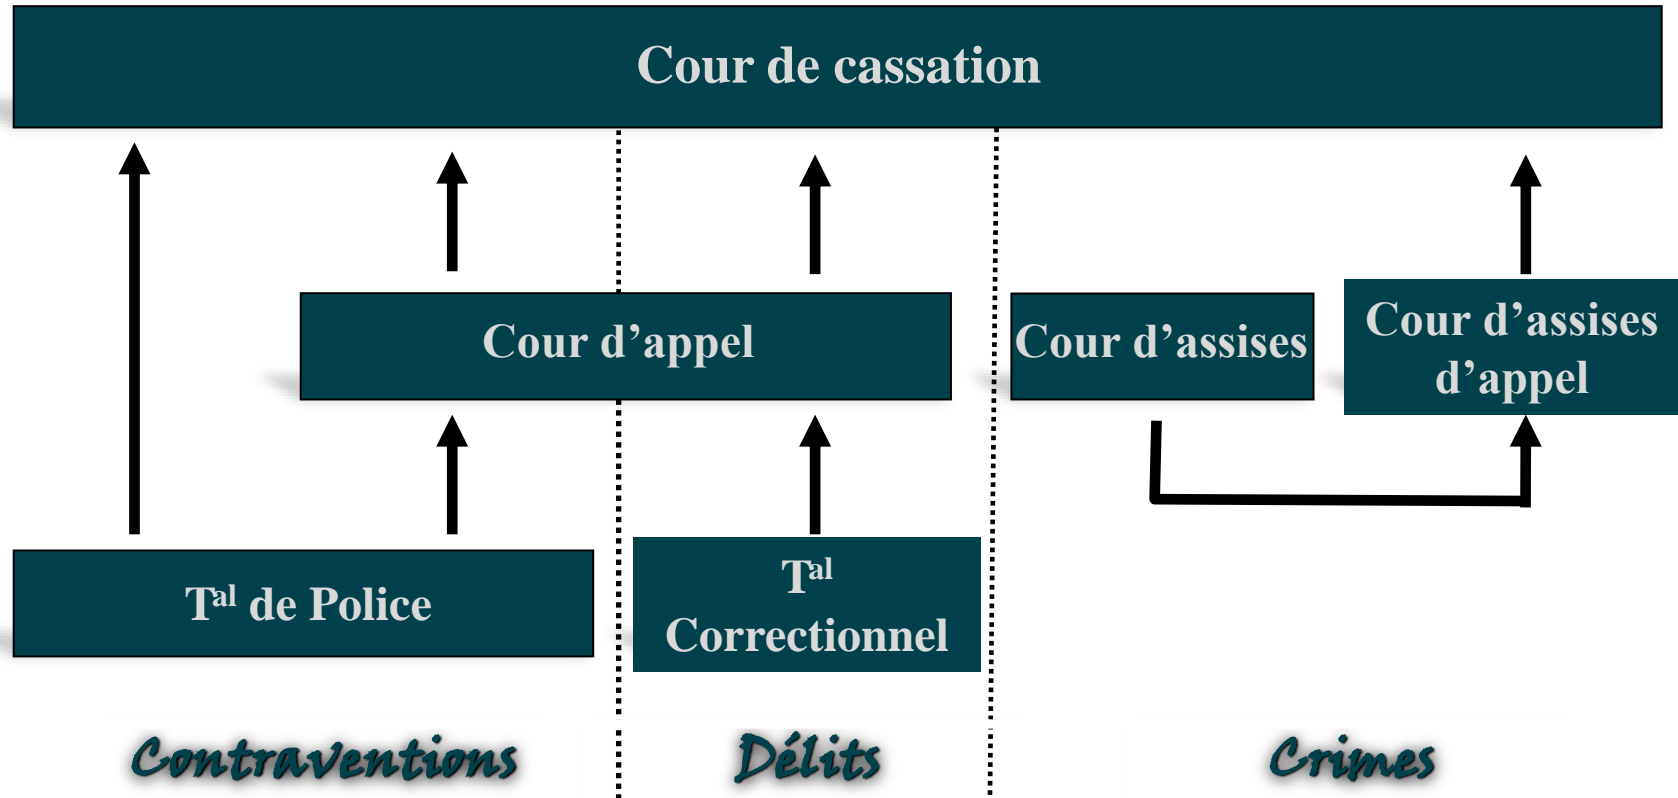 Cour de cassation
Cour d’appel
Cour d’assises
Cour d’assises
d’appel
Tal de Police
Tal
Correctionnel
Contraventions
Délits
Crimes